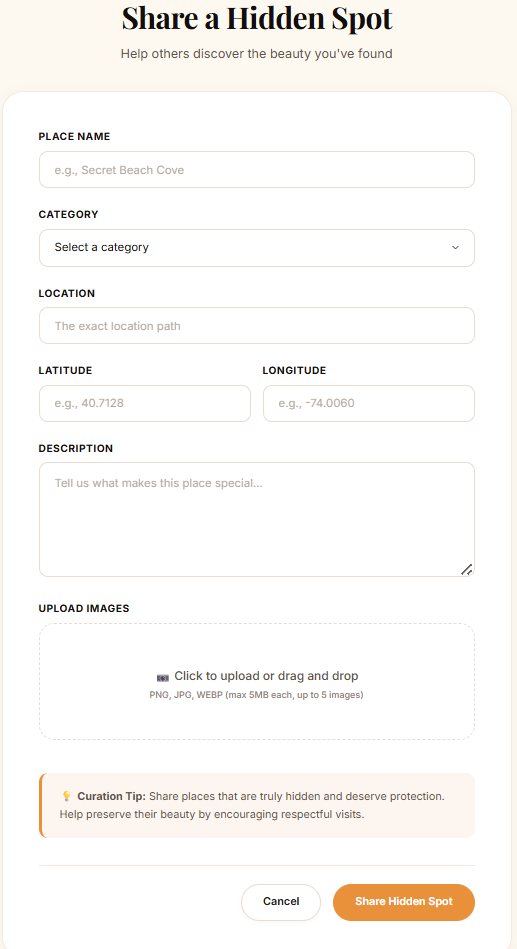 Share a Hidden Spot
Help others discover the beauty you've found
PLACE NAME
e.g., Secret Beach Cove
CATEGORY
Select a category
LOCATION
The exact location path
LATITUDE
LONGITUDE
e.g., 40.7128
e.g., -74.0060
DESCRIPTION
Tell us what makes this place special...
UPLOAD IMAGES
📷 Click to upload or drag and drop
PNG, JPG, WEBP (max 5MB each, up to 5 images)
💡 Curation Tip: Share places that are truly hidden and deserve protection.
Help preserve their beauty by encouraging respectful visits.
Cancel
Share Hidden Spot